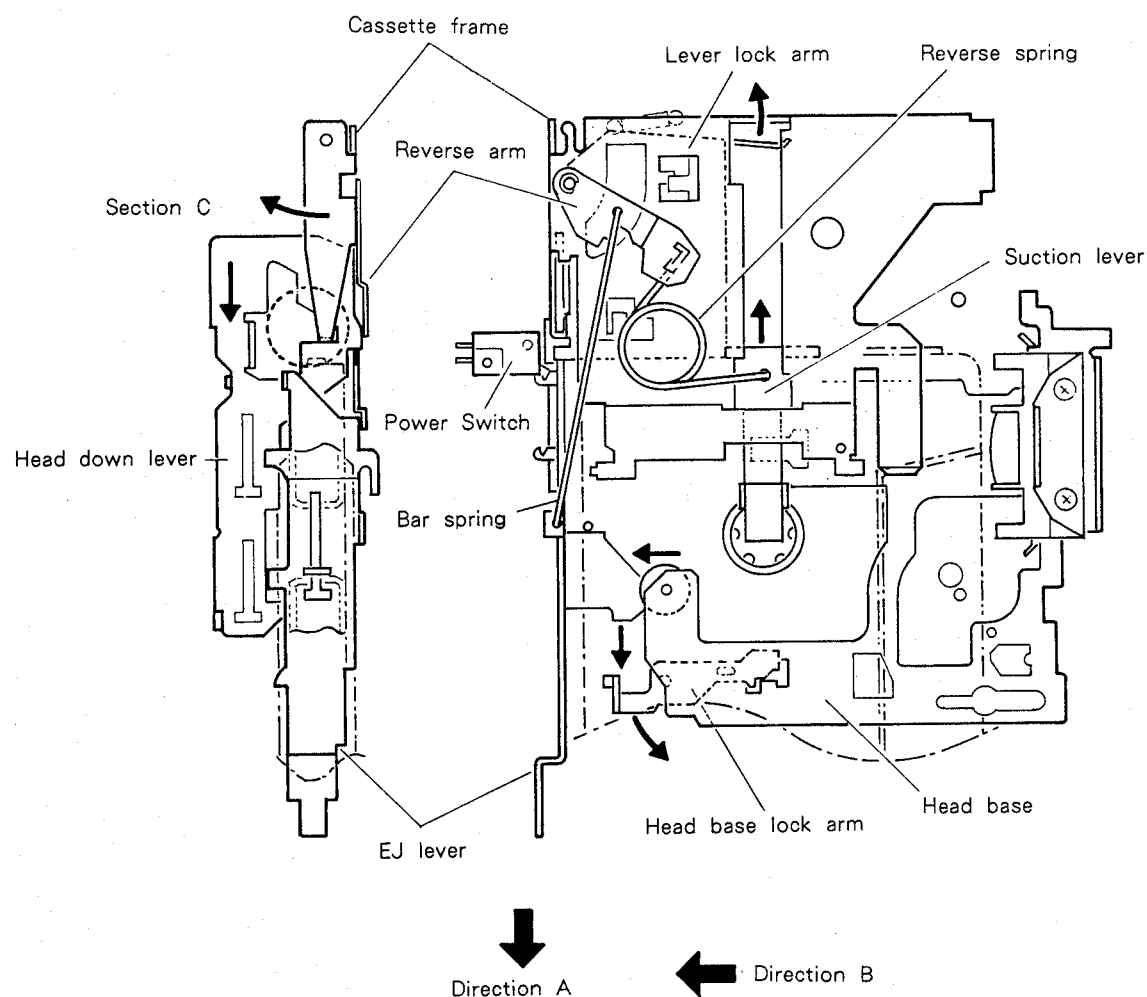 Cassette frame
Lever lock arm
Reverse spring
Reverse arm
Section C
Suction lever
Power Switch
Head down lever
Bar spring
Head base
Head base lock arm
EJ lever
Direction A
Direction B